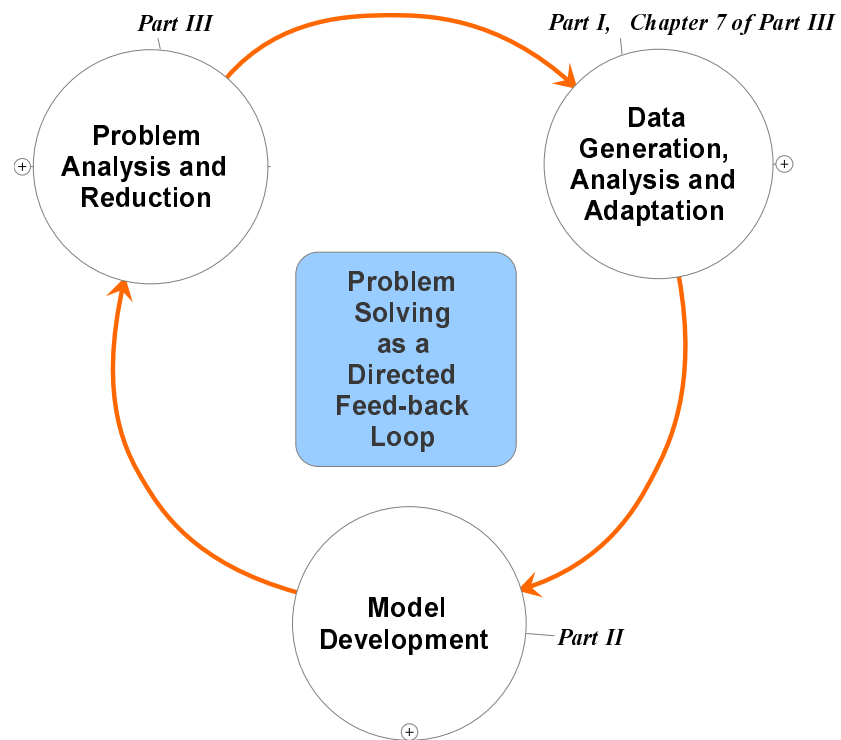 Part III
Part I, Chapter 7 of Part III
Problem
Analysis and
Reduction
Data
Generation,
Analysis and
Adaptation
Problem
Solving
as a
Directed
Feed-back
Loop
Model
Development
Part II